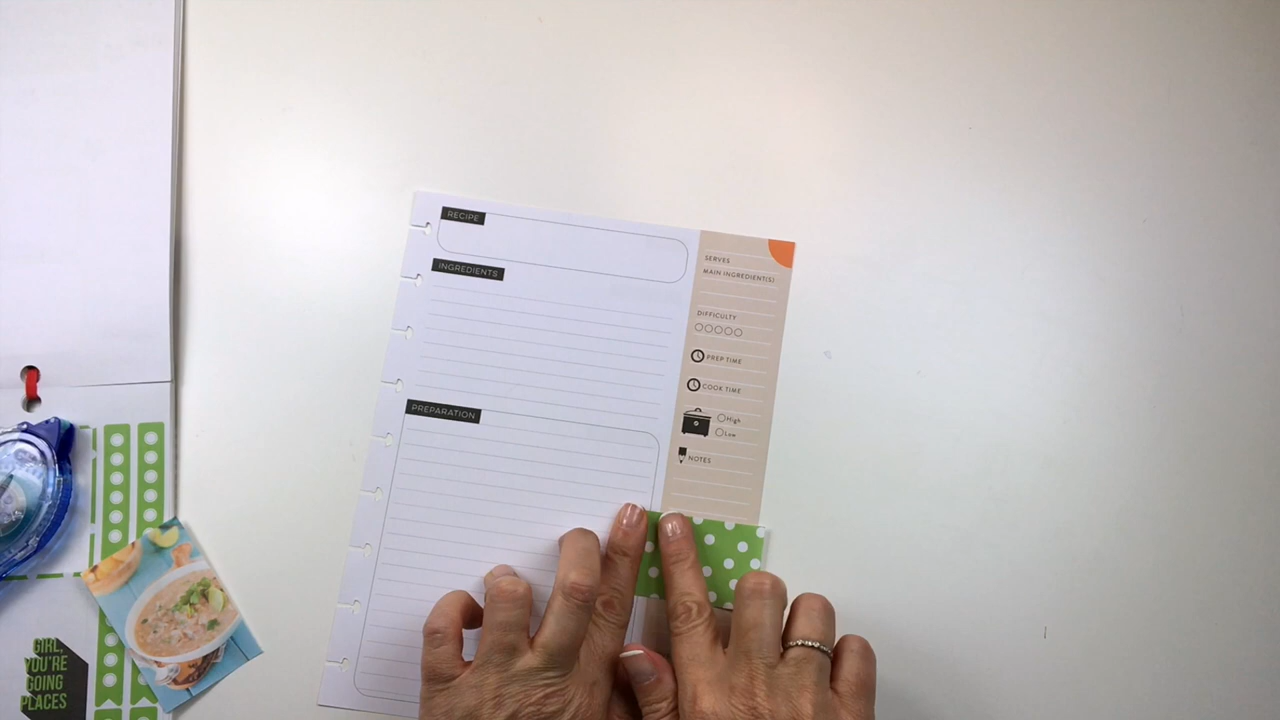 RECIPE
INGREDIENTS
PREPARATION
SERVES
MAIN INGREDIENT(S)
DIFFICULTY
PREP TIME
COOK TIME
High
Low
NOTES
GIRL,
YOU'RE
GOING
PLACES